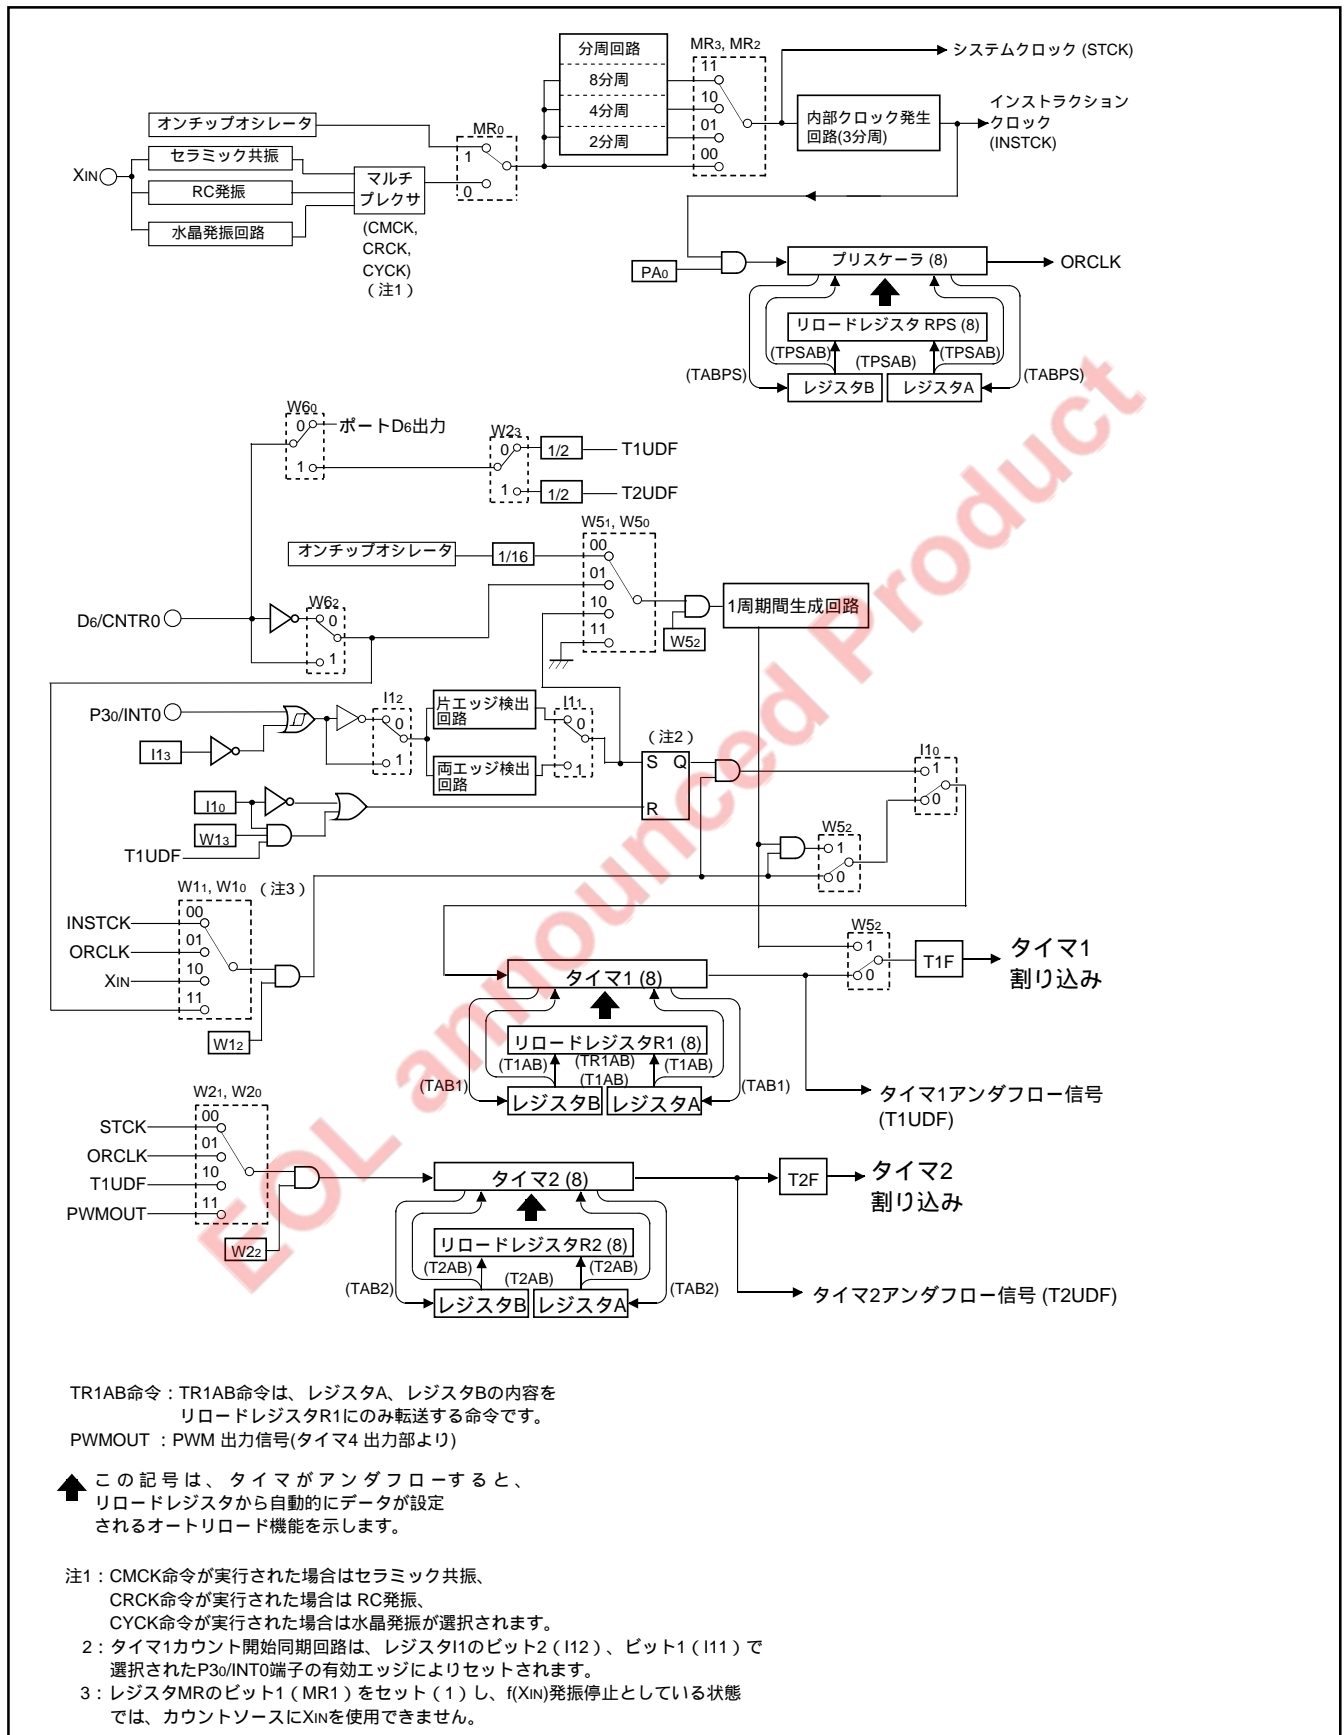 分周回路
8分周
4分周
2分周
MR3, MR2
11
10
01
00
システムクロック (STCK)
内部クロック発生
回路(3分周)
インストラクション
クロック
(INSTCK)
オンチップオシレータ
セラミック共振
XIN
RC発振
水晶発振回路
マルチ
プレクサ
(CMCK,
CRCK,
CYCK)
(注1)
MR0
1
0
PA0
プリスケーラ (8)
ORCLK
リロードレジスタ RPS (8)
(TPSAB)
(TPSAB)
(TPSAB)
(TABPS)
レジスタB
レジスタA
(TABPS)
W60
0
ポートD6出力
1
W23
0
1/2
T1UDF
1
1/2
T2UDF
オンチップオシレータ
1/16
W51, W50
00
01
10
11
W52
1周期間生成回路
D6/CNTR0
W62
0
1
P30/INT0
I13
I12
0
1
片エッジ検出
回路
両エッジ検出
回路
I11
0
1
(注2)
S Q
R
I10
W13
T1UDF
I10
1
0
W52
1
0
W11, W10 (注3)
INSTCK
00
ORCLK
01
XIN
10
11
W12
W52
1
0
T1F
タイマ1
割り込み
タイマ1 (8)
リロードレジスタR1 (8)
(T1AB)
(TR1AB)
(T1AB)
(T1AB)
(TAB1)
レジスタB
レジスタA
(TAB1)
タイマ1アンダフロー信号
(T1UDF)
W21, W20
STCK
00
ORCLK
01
T1UDF
10
PWMOUT
11
W22
タイマ2 (8)
T2F
タイマ2
割り込み
リロードレジスタR2 (8)
(T2AB)
(T2AB)
(T2AB)
(TAB2)
レジスタB
レジスタA
(TAB2)
タイマ2アンダフロー信号 (T2UDF)
EOL announced Product
TR1AB命令：TR1AB命令は、レジスタA、レジスタBの内容を
リロードレジスタR1にのみ転送する命令です。
PWMOUT ：PWM 出力信号(タイマ4 出力部より)
この記号は、タイマがアンダフローすると、
リロードレジスタから自動的にデータが設定
されるオートリロード機能を示します。
注1：CMCK命令が実行された場合はセラミック共振、
CRCK命令が実行された場合は RC発振、
CYCK命令が実行された場合は水晶発振が選択されます。
2：タイマ1カウント開始同期回路は、レジスタI1のビット2（I12）、ビット1（I11）で
選択されたP30/INT0端子の有効エッジによりセットされます。
3：レジスタMRのビット1（MR1）をセット（1）し、f(XIN)発振停止としている状態
では、カウントソースにXINを使用できません。